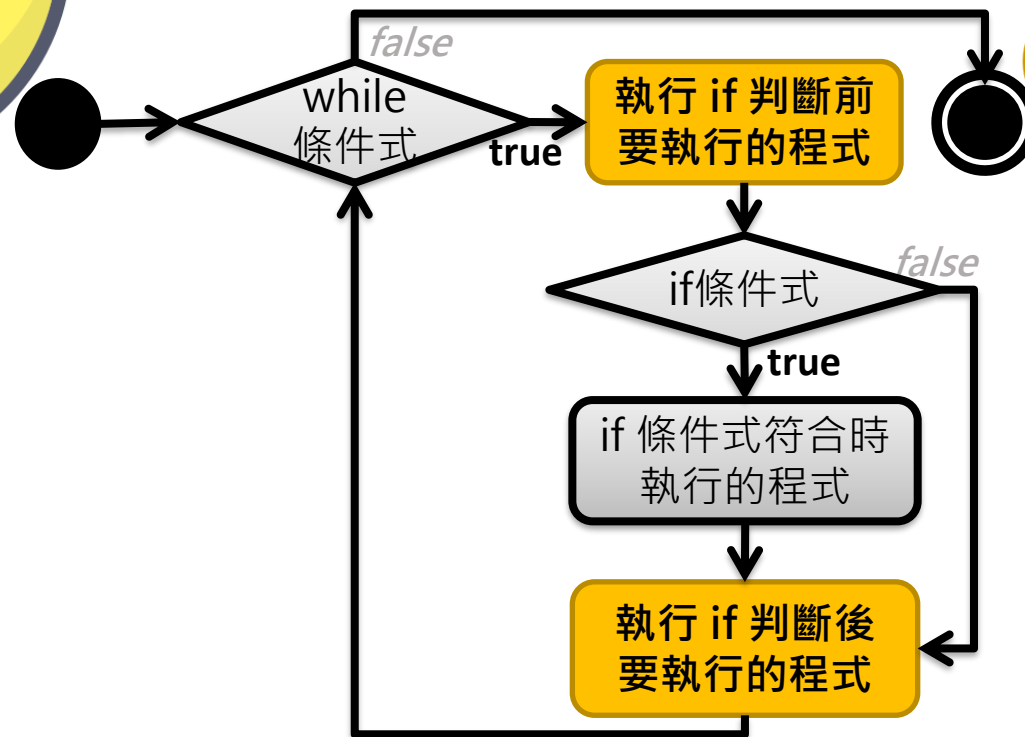 false
while
條件式
true
執行 if 判斷前
要執行的程式
if條件式
false
true
if 條件式符合時
執行的程式
執行 if 判斷後
要執行的程式